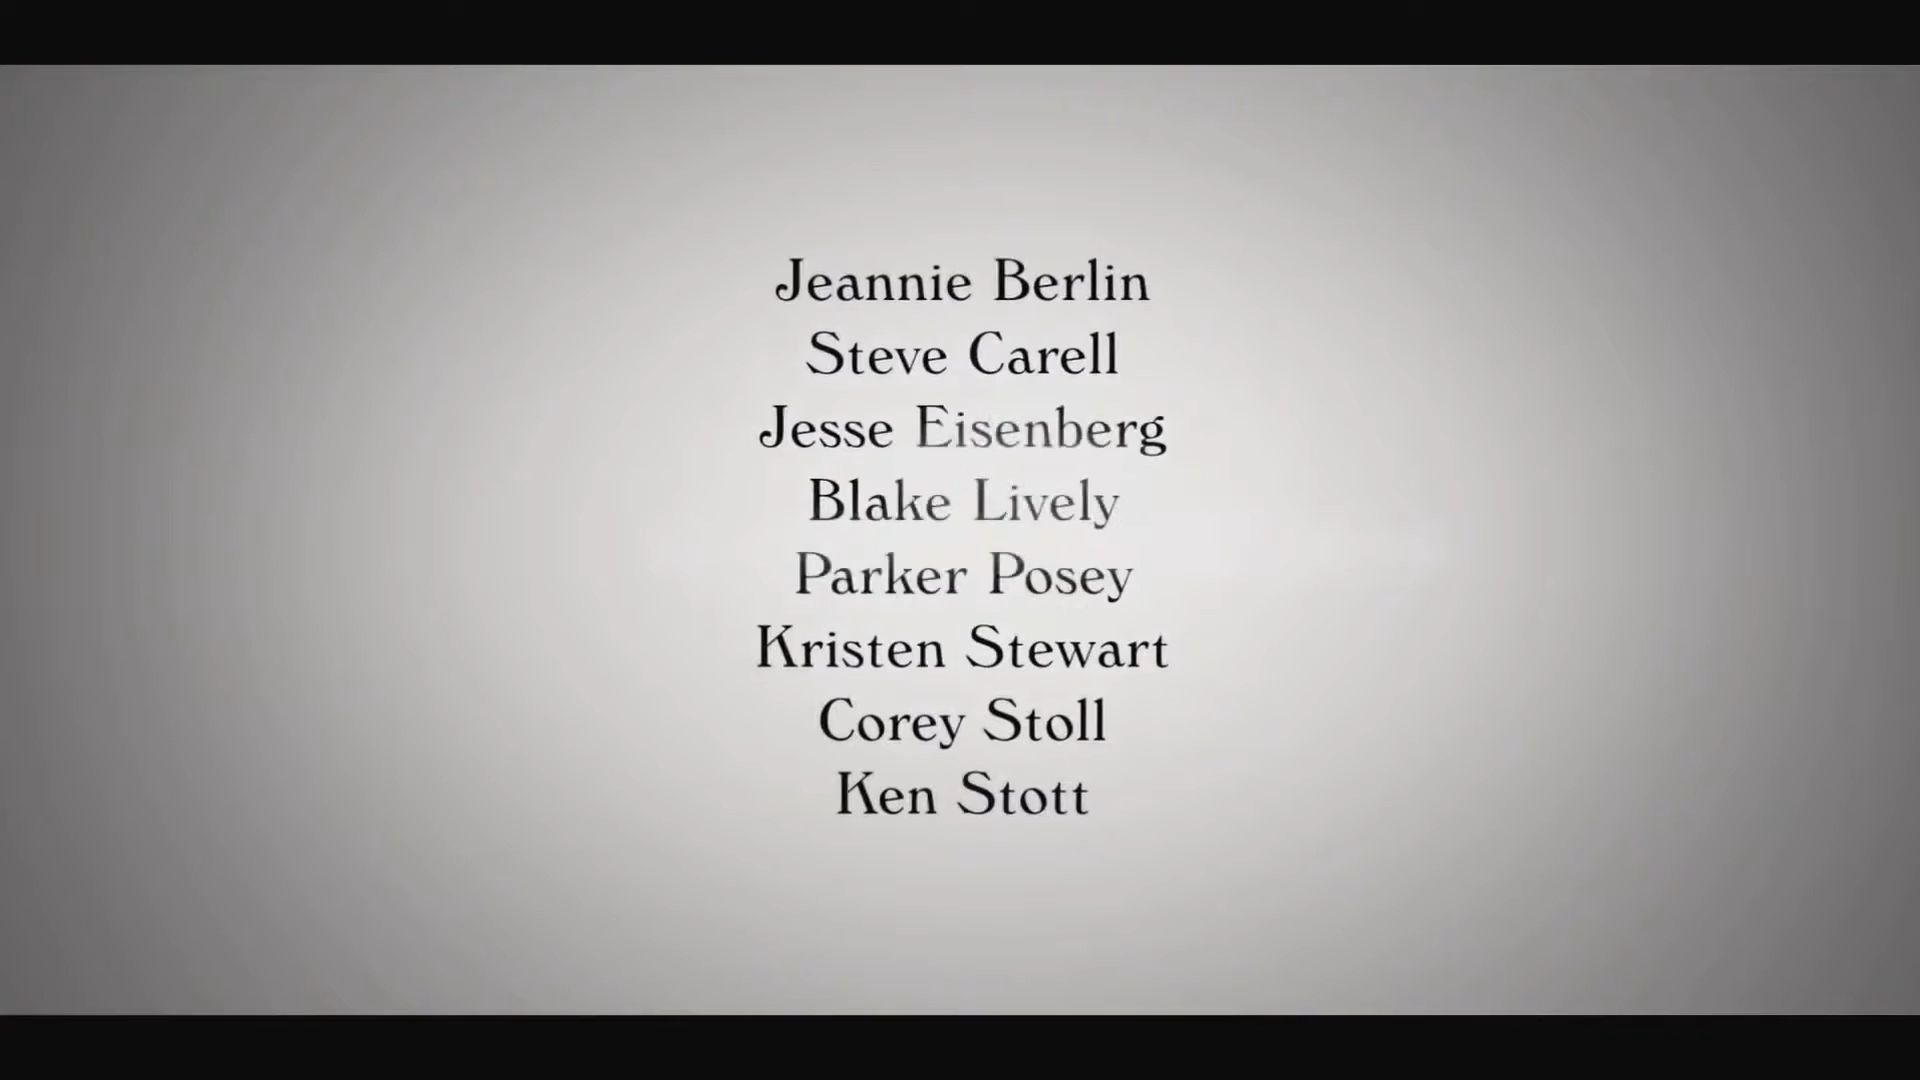 Jeannie Berlin
Steve Carell
Jesse Eisenberg
Blake Lively
Parker Posey
Kristen Stewart
Corey Stoll
Ken Stott